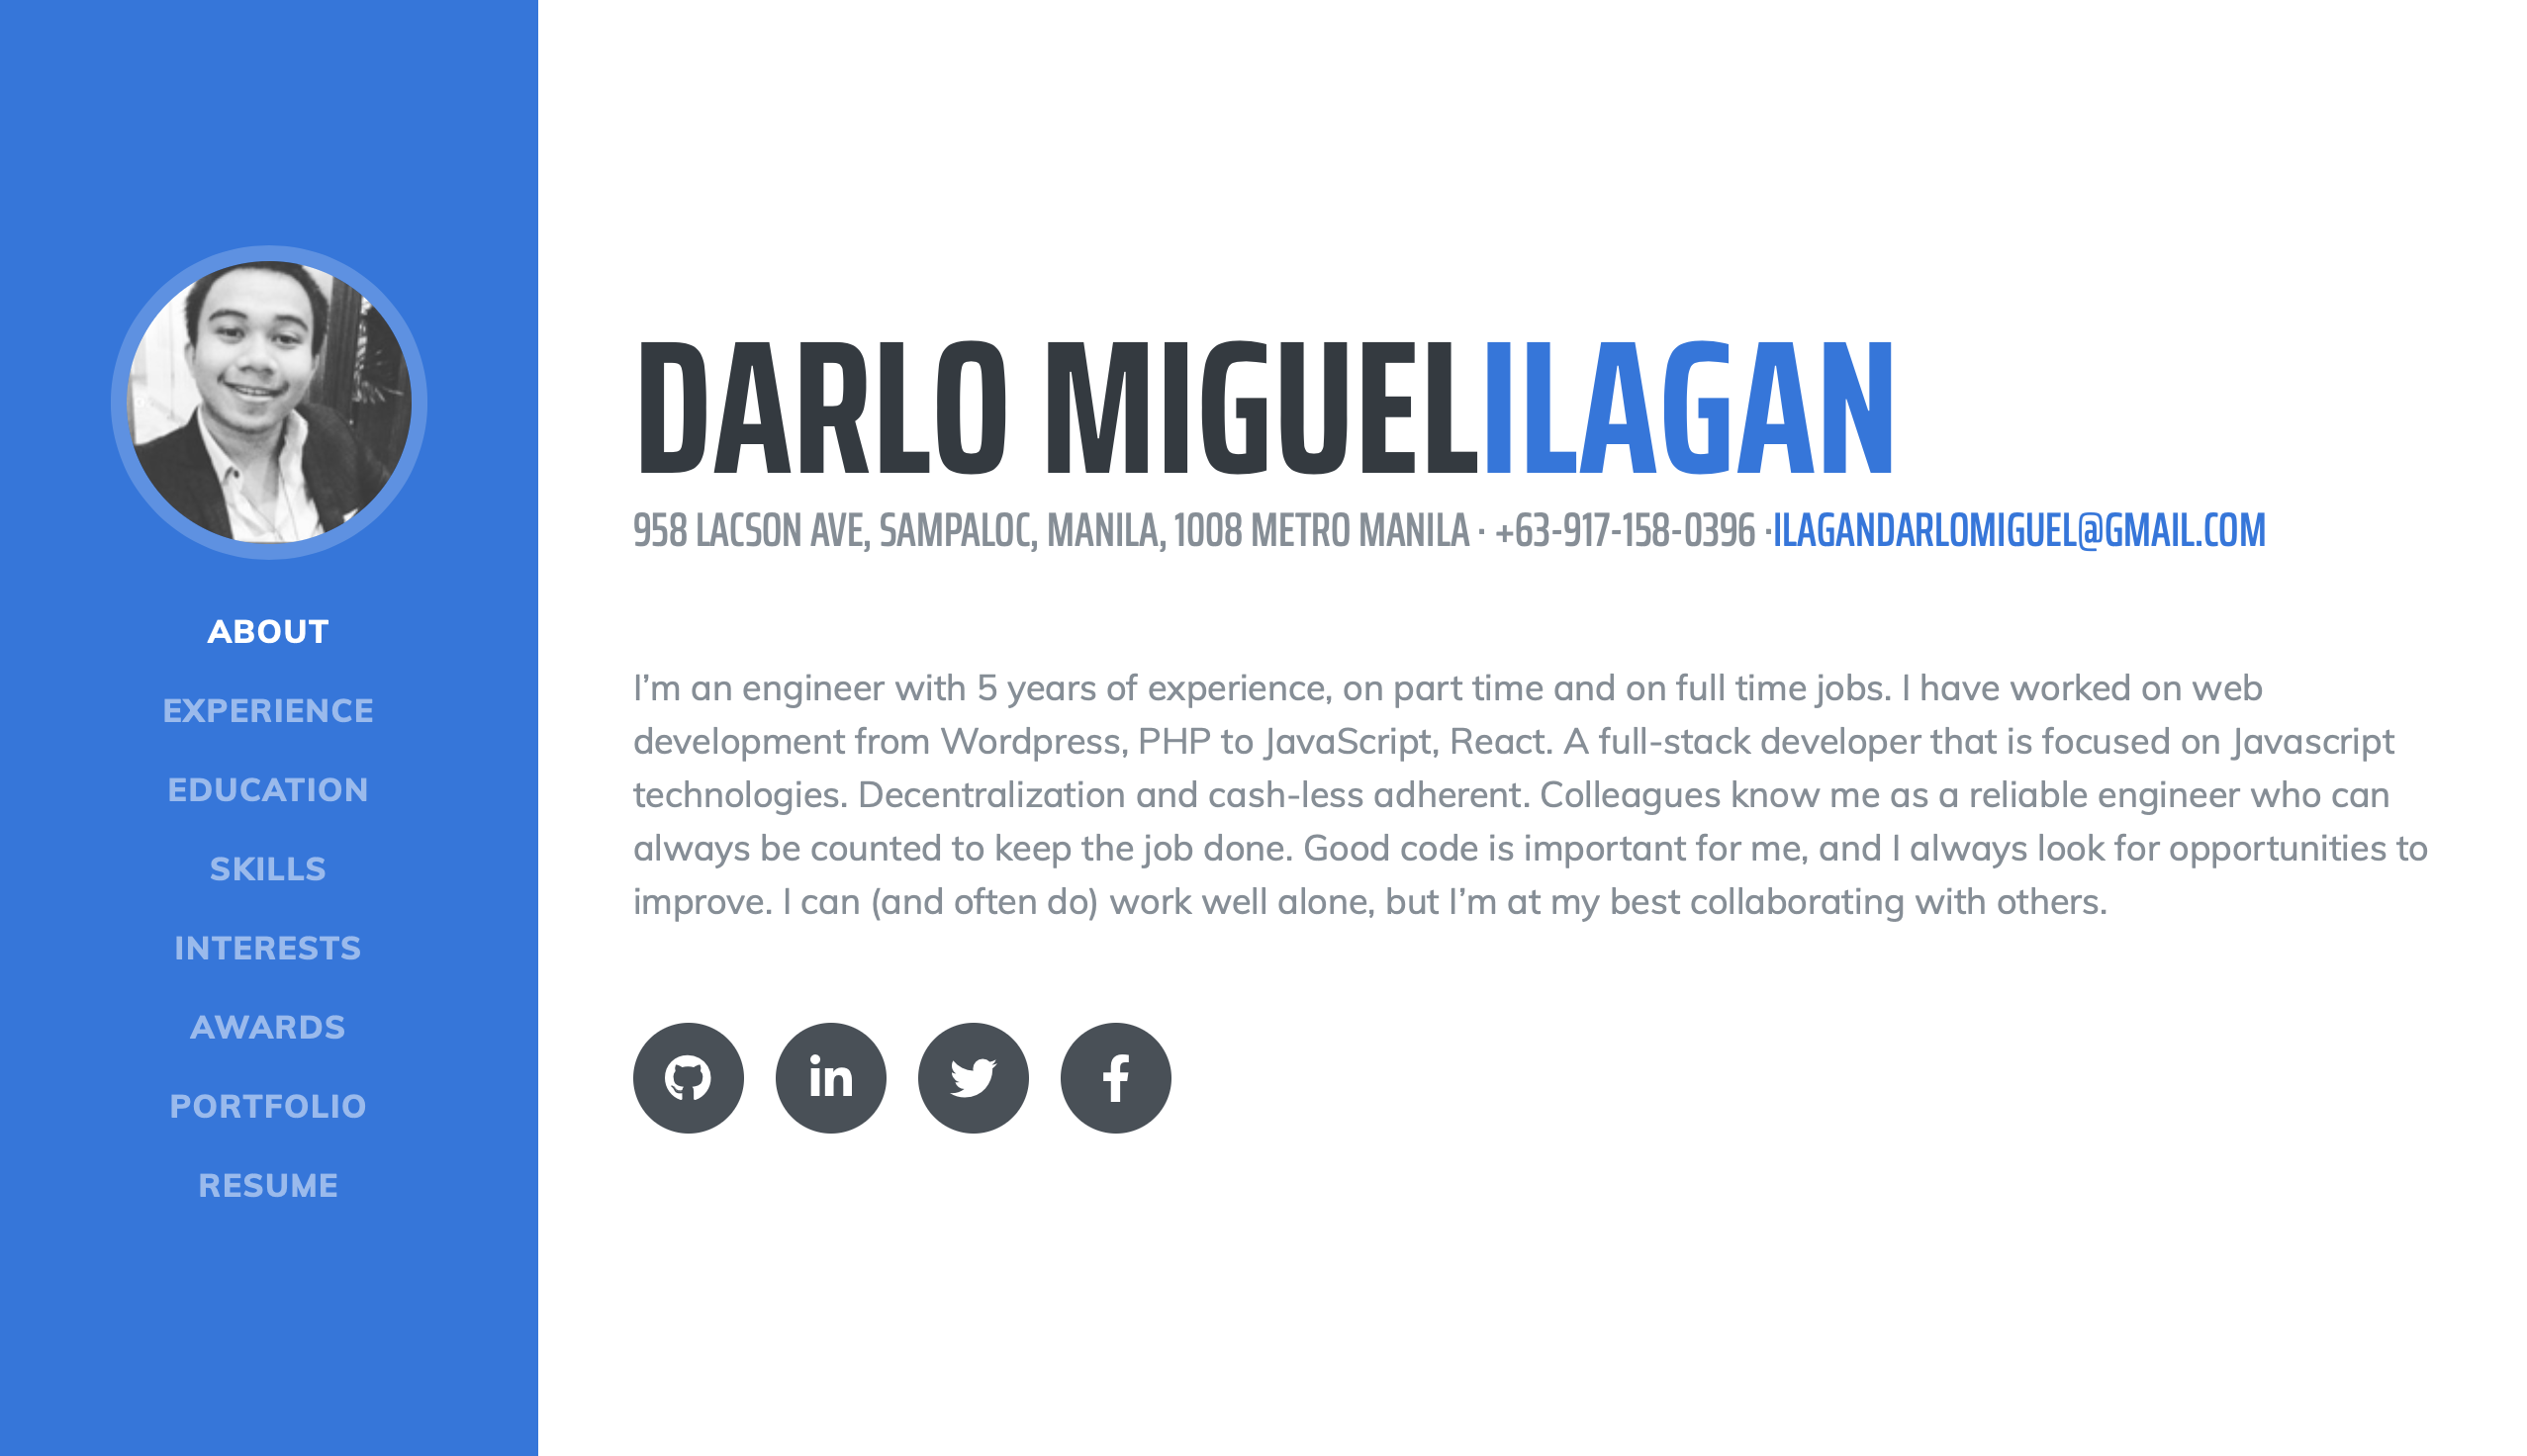 ABOUT
EXPERIENCE
EDUCATION
SKILLS
INTERESTS
AWARDS
PORTFOLIO
RESUME
DARLO MIGUELILAGAN
958 LACSON AVE, SAMPALOC, MANILA, 1008 METRO MANILA · +63-917-158-0396 ·ILAGANDARLOMIGUEL@GMAIL.COM
I’m an engineer with 5 years of experience, on part time and on full time jobs. I have worked on web
development from Wordpress, PHP to JavaScript, React. A full-stack developer that is focused on Javascript
technologies. Decentralization and cash-less adherent. Colleagues know me as a reliable engineer who can
always be counted to keep the job done. Good code is important for me, and I always look for opportunities to
improve. I can (and often do) work well alone, but I’m at my best collaborating with others.
in
f